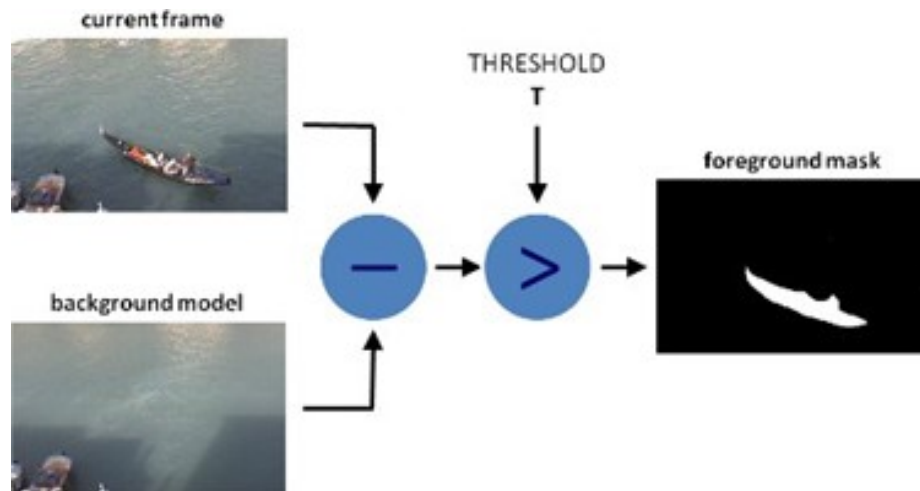 current frame
THRESHOLD
T
foreground mask
background model
−
>